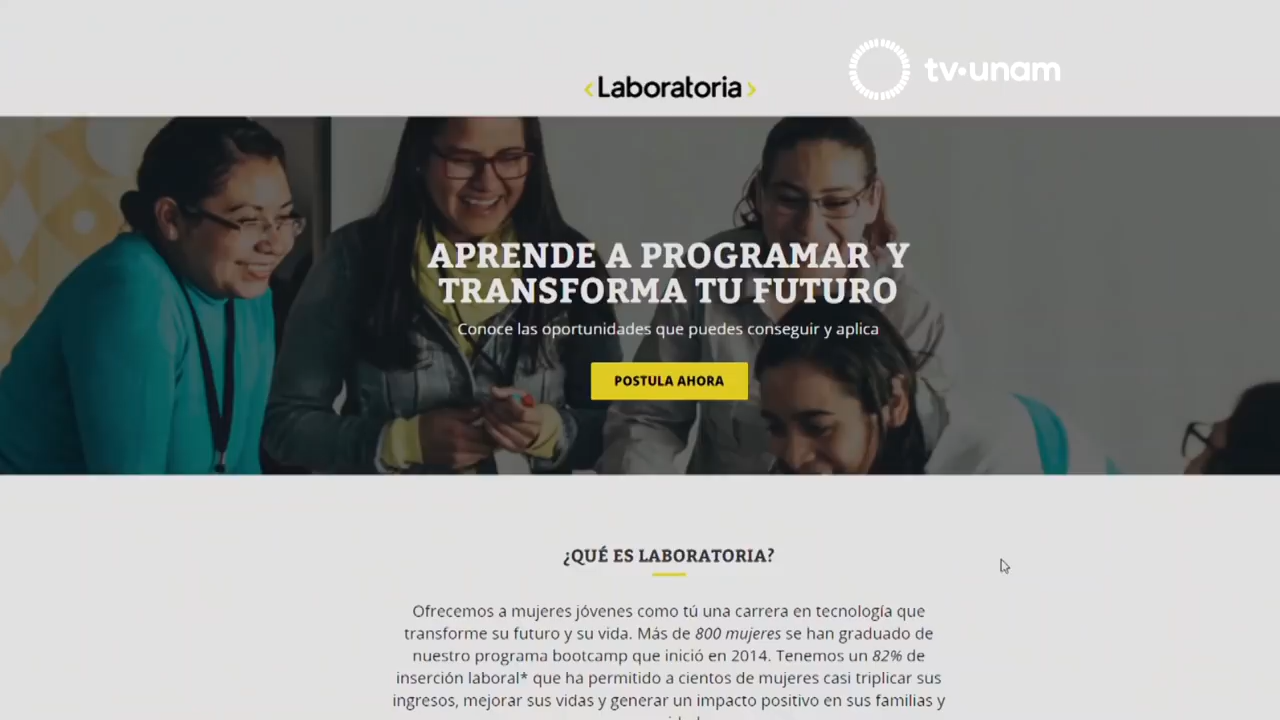 tv·unam
‹Laboratoria›
APRENDE A PROGRAMAR Y
TRANSFORMA TU FUTURO
Conoce las oportunidades que puedes conseguir y aplica
POSTULA AHORA
¿QUÉ ES LABORATORIA?
Ofrecemos a mujeres jóvenes como tú una carrera en tecnología que
transforme su futuro y su vida. Más de 800 mujeres se han graduado de
nuestro programa bootcamp que inició en 2014. Tenemos un 82% de
inserción laboral* que ha permitido a cientos de mujeres casi triplicar sus
ingresos, mejorar sus vidas y generar un impacto positivo en sus familias y